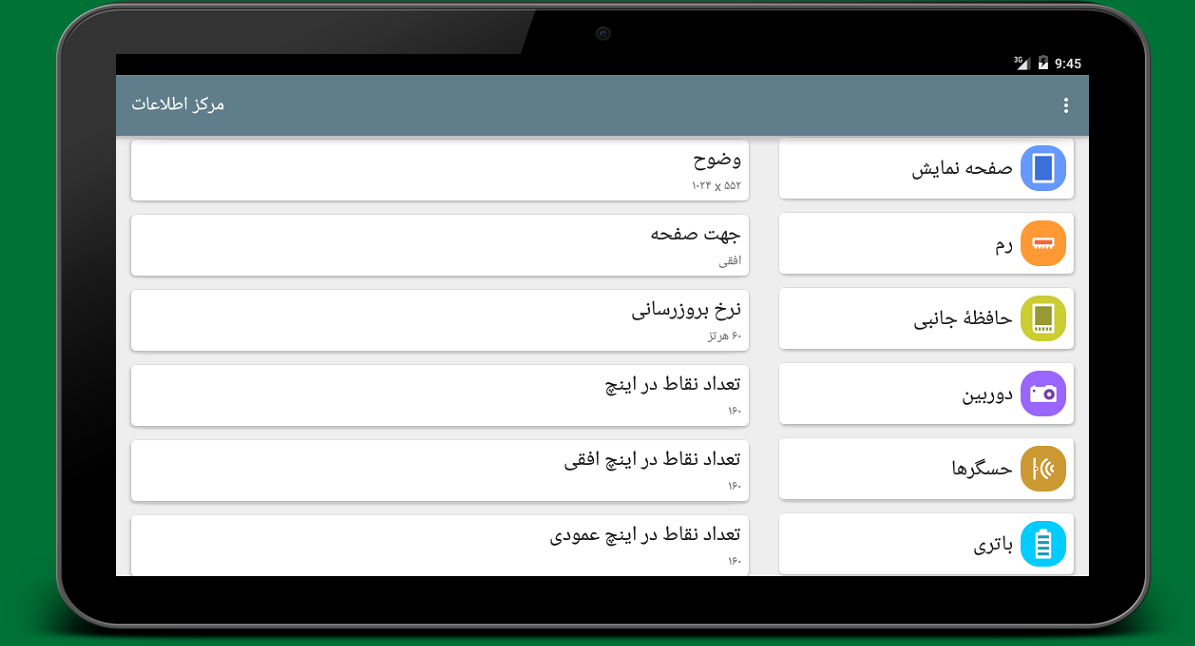 9:45
3G
مرکز اطلاعات
صفحه نمایش
رم
حافظهٔ جانبی
دوربین
حسگرها
باتری
وضوح
۱۰۲۴ x ۵۵۲
جهت صفحه
افقی
نرخ بروزرسانی
۶۰ هرتز
تعداد نقاط در اینچ
۱۶۰
تعداد نقاط در اینچ افقی
۱۶۰
تعداد نقاط در اینچ عمودی
۱۶۰